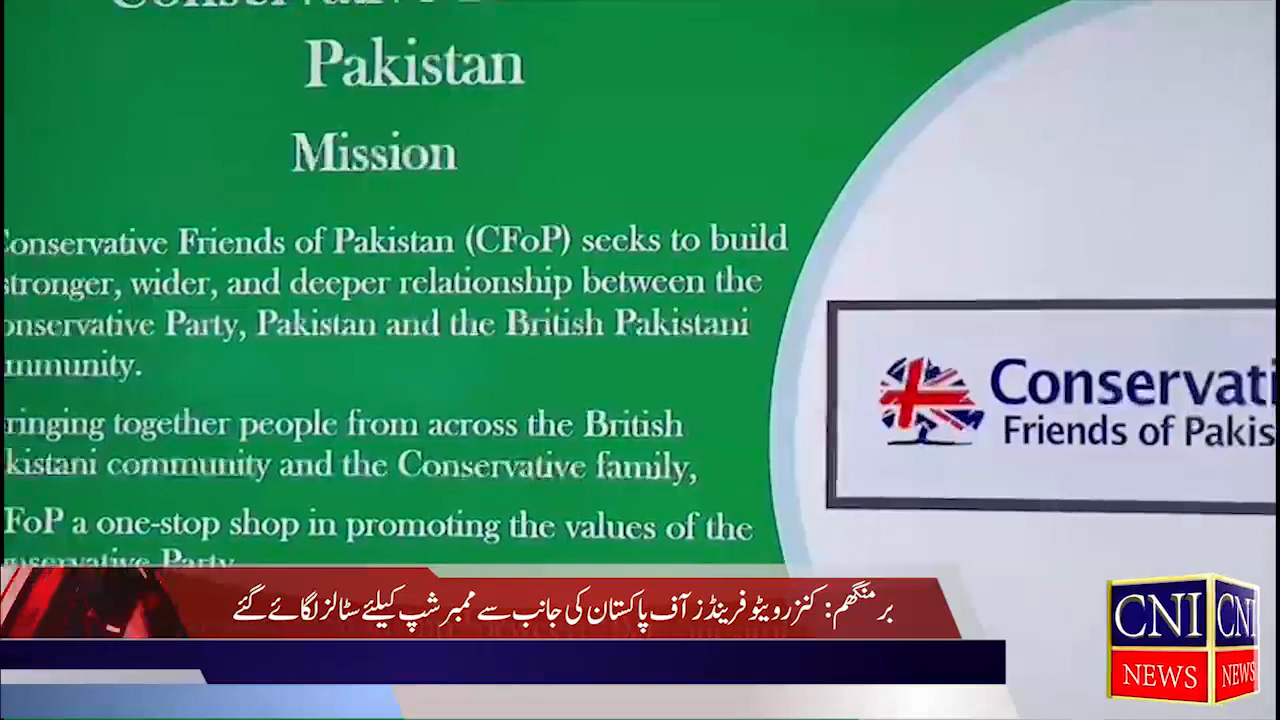 Pakistan
Mission
Conservative Friends of Pakistan (CFoP) seeks to build
stronger, wider, and deeper relationship between the
onservative Party, Pakistan and the British Pakistani
mmunity.
ringing together people from across the British
kistani community and the Conservative family,
FoP a one-stop shop in promoting the values of the
Party
Conservati
Friends of Pakis
برمنگھم: کنزرویٹو فرینڈز آف پاکستان کی جانب سے ممبر شپ کیلئے سٹالز لگائے گئے
CNI CNI
NEWS NEWS